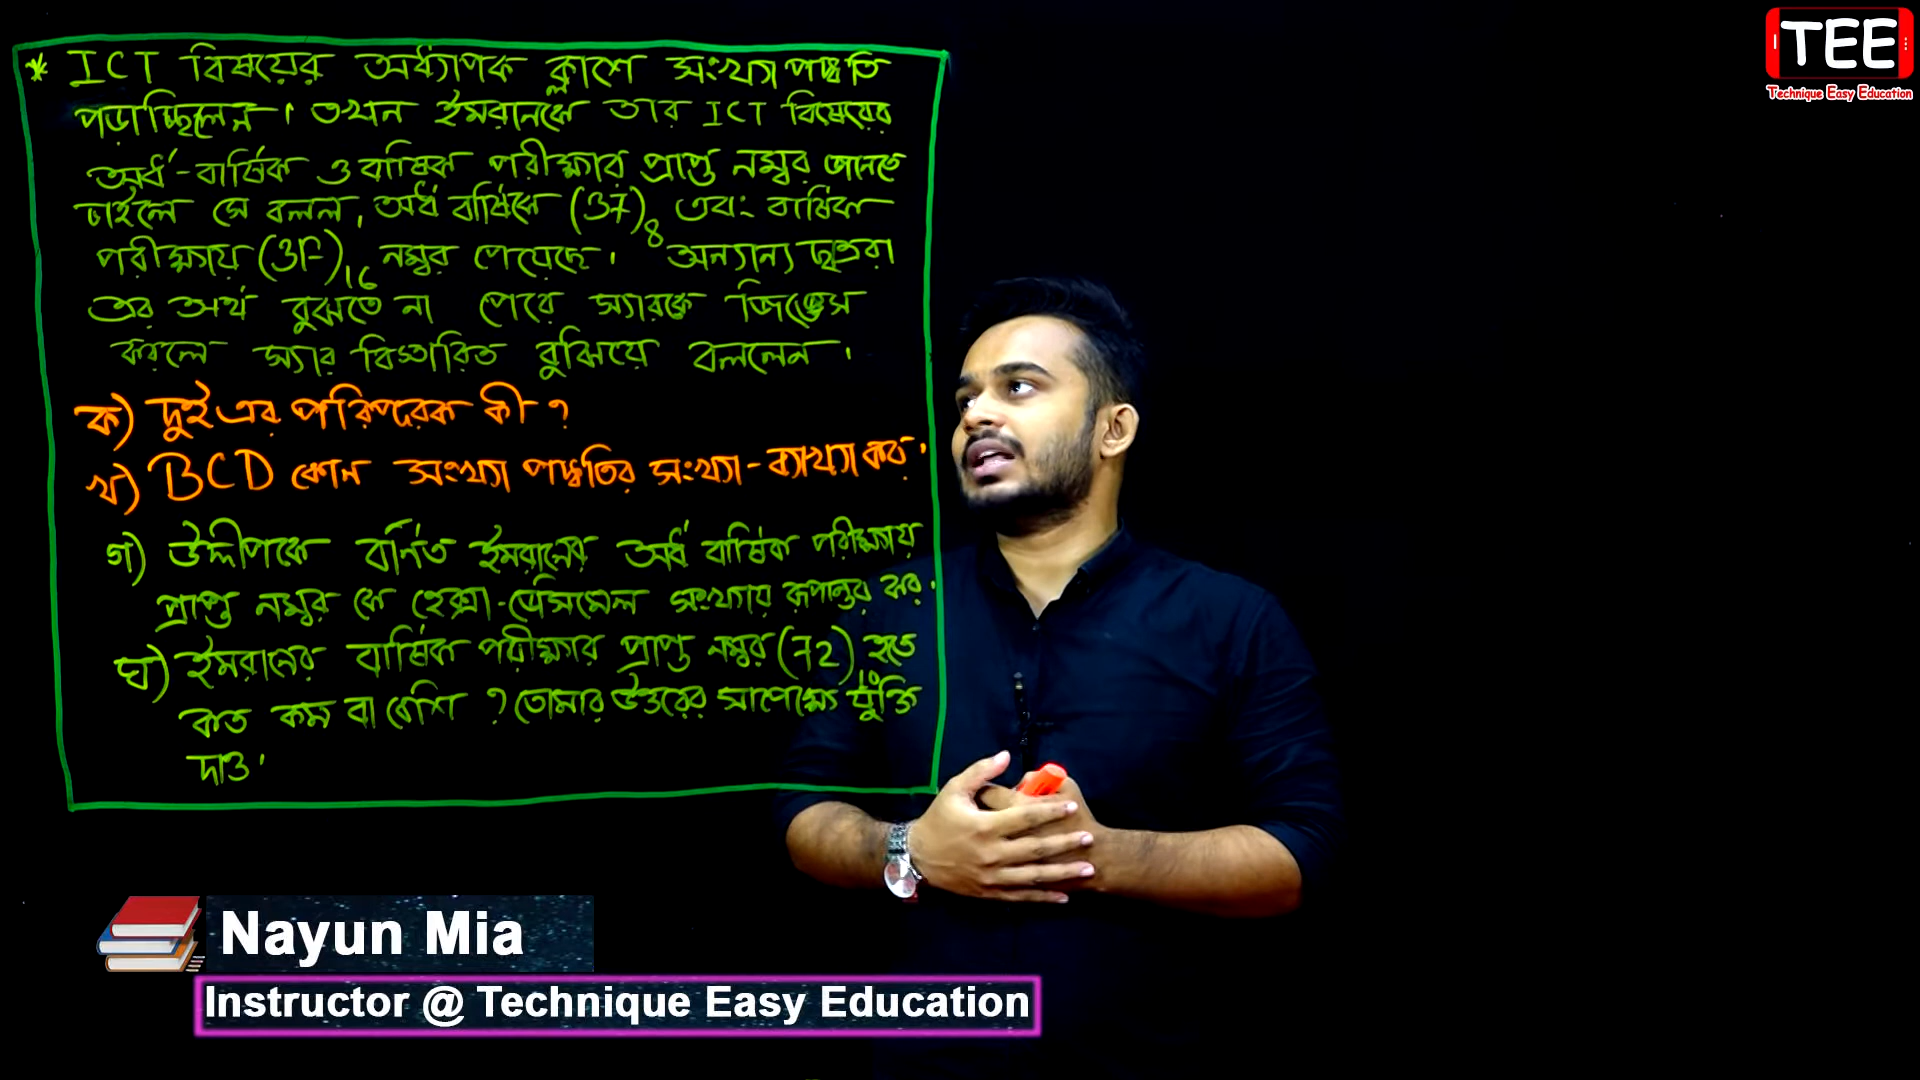 * ICT বিষয়ের অধ্যাপক ক্লাশে সংখ্যা পদ্ধতি
পড়াচ্ছিলেন। তখন ইমরানকে তার ICT বিষয়ের
অর্ধ-বার্ষিক ও বার্ষিক পরীক্ষার প্রাপ্ত নম্বর জানতে
চাইলে সে বলল, অর্ধ বার্ষিকে (37)8 এবং বার্ষিক
পরীক্ষায় (3F)16 নম্বর পেয়েছে। অন্যান্য ছাত্ররা
এর অর্থ বুঝতে না পেরে স্যারকে জিজ্ঞেস
করলে স্যার বিস্তারিত বুঝিয়ে বললেন।
ক) দুই এর পরিপূরক কী?
খ) BCD কোন সংখ্যা পদ্ধতির সংখ্যা-ব্যাখ্যা কর।
গ) উদ্দীপকে বর্ণিত ইমরানের অর্ধ বার্ষিক পরীক্ষায়
প্রাপ্ত নম্বর কে হেক্সা-ডেসিমেল সংখ্যায় রূপান্তর কর।
ঘ) ইমরানের বার্ষিক পরীক্ষার প্রাপ্ত নম্বর (72)10 হতে
কত কম বা বেশি? তোমার উত্তরের সাপেক্ষে যুক্তি
দাও।
TEE
Technique Easy Education
Nayun Mia
Instructor @ Technique Easy Education